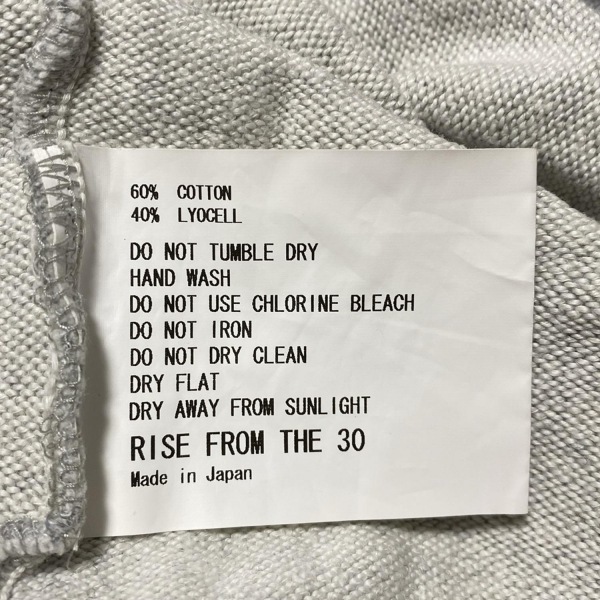 60% COTTON
40% LYOCELL
DO NOT TUMBLE DRY
HAND WASH
DO NOT USE CHLORINE BLEACH
DO NOT IRON
DO NOT DRY CLEAN
DRY FLAT
DRY AWAY FROM SUNLIGHT
RISE FROM THE 30
Made in Japan